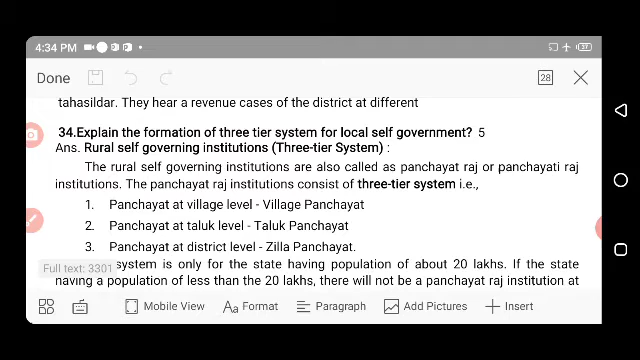 4:34 PM
37
Done
28
tahasildar. They hear a revenue cases of the district at different
34.Explain the formation of three tier system for local self government? 5
Ans. Rural self governing institutions (Three-tier System) :
The rural self governing institutions are also called as panchayat raj or panchayati raj
institutions. The panchayat raj institutions consist of three-tier system i.e.,
1. Panchayat at village level - Village Panchayat
2. Panchayat at taluk level - Taluk Panchayat
3. Panchayat at district level - Zilla Panchayat.
Full text: 3301
system is only for the state having population of about 20 lakhs. If the state
having a population of less than the 20 lakhs, there will not be a panchayat raj institution at
Mobile View
Format
Paragraph
Add Pictures
Insert